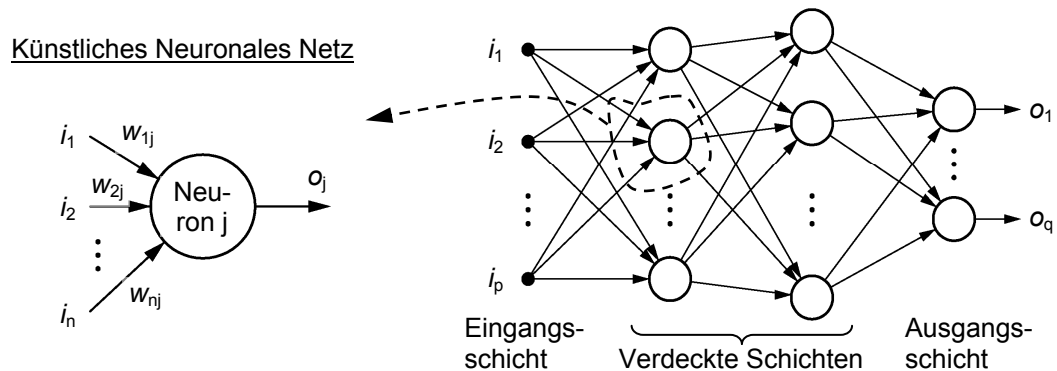 Künstliches Neuronales Netz
i1
w1j
i2
w2j
⋮
in
wnj
Neu-
ron j
oj
i1
i2
⋮
ip
⋮
⋮
⋮
o1
oq
Eingangs-
schicht
Verdeckte Schichten
Ausgangs-
schicht